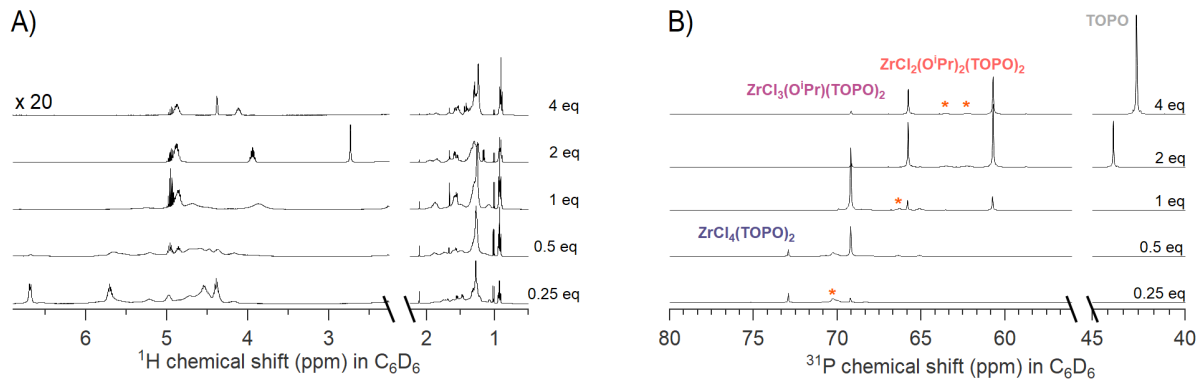 A)
x 20
4 eq
2 eq
1 eq
0.5 eq
0.25 eq
6 5 4 3 2 1
¹H chemical shift (ppm) in C₆D₆
B)
TOPO
ZrCl₂(OⁱPr)₂(TOPO)₂
ZrCl₃(OⁱPr)(TOPO)₂
* *
4 eq
2 eq
*
1 eq
ZrCl₄(TOPO)₂
0.5 eq
*
0.25 eq
80 75 70 65 60 45 40
³¹P chemical shift (ppm) in C₆D₆